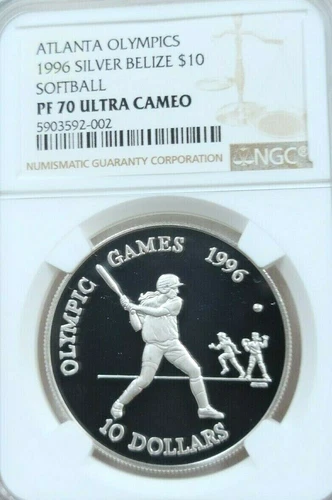 ATLANTA OLYMPICS
1996 SILVER BELIZE $10
SOFTBALL
PF 70 ULTRA CAMEO
5903592-002
NUMISMATIC GUARANTY CORPORATION
NGC
OLYMPIC GAMES 1996
10 DOLLARS